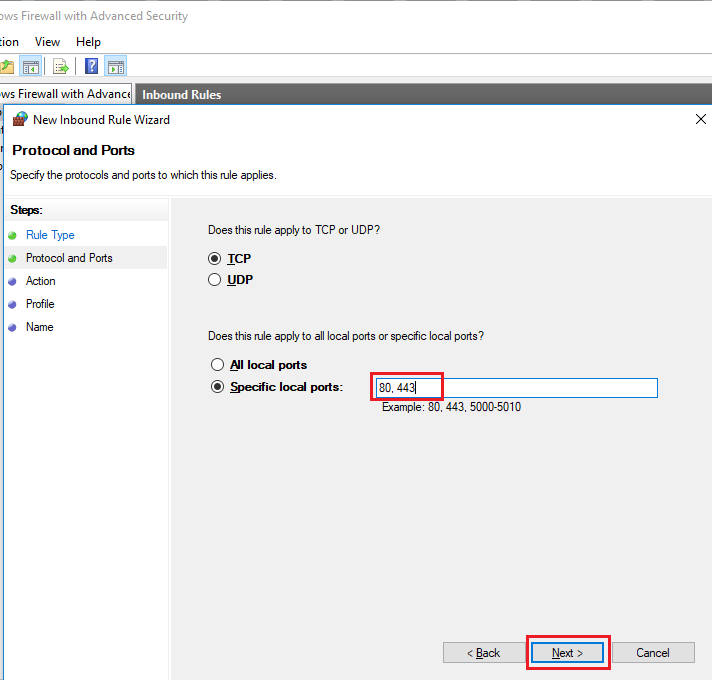 ows Firewall with Advanced Security
tion View Help
ows Firewall with Advance
Inbound Rules
New Inbound Rule Wizard
Protocol and Ports
Specify the protocols and ports to which this rule applies.
Steps:
Rule Type
Protocol and Ports
Action
Profile
Name
Does this rule apply to TCP or UDP?
TCP
UDP
Does this rule apply to all local ports or specific local ports?
All local ports
Specific local ports:
80, 443
Example: 80, 443, 5000-5010
< Back
Next >
Cancel